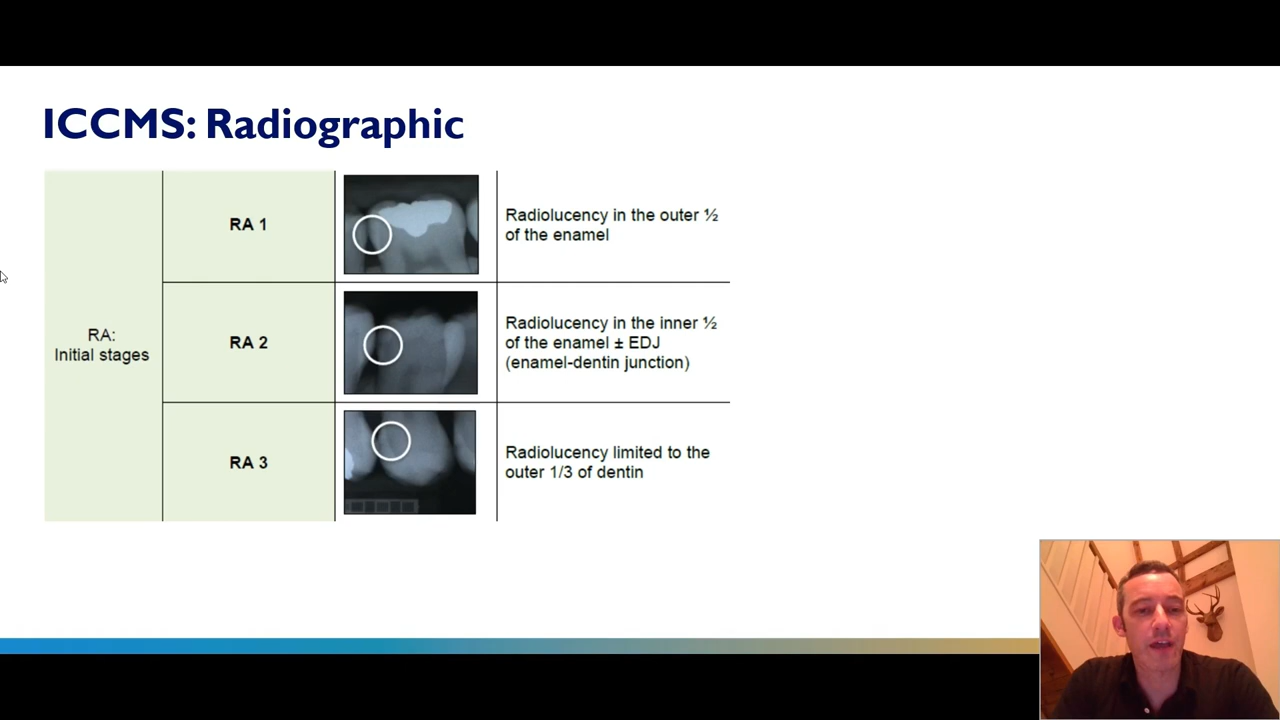 ICCMS: Radiographic
RA:
Initial stages
RA 1
Radiolucency in the outer ½
of the enamel
RA 2
Radiolucency in the inner ½
of the enamel ± EDJ
(enamel-dentin junction)
RA 3
Radiolucency limited to the
outer 1/3 of dentin